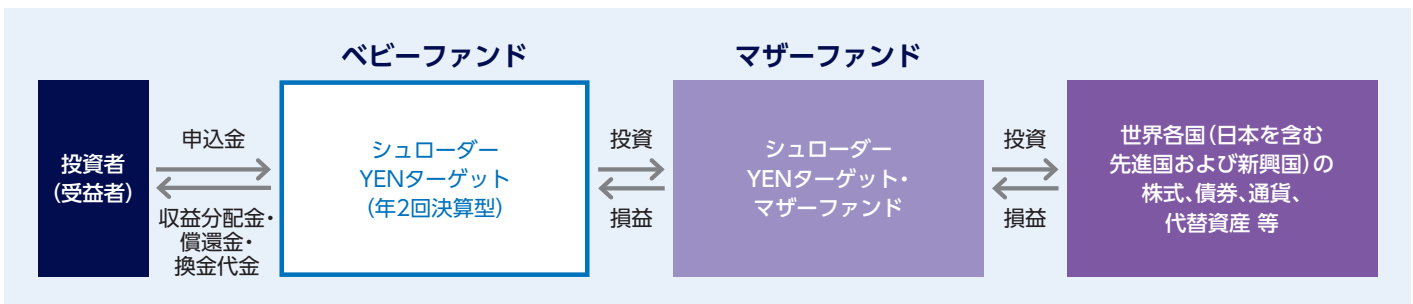 ベビーファンド
マザーファンド
投資者
(受益者)
申込金
収益分配金・
償還金・
換金代金
シュローダー
YENターゲット
(年2回決算型)
投資
損益
シュローダー
YENターゲット・
マザーファンド
投資
損益
世界各国(日本を含む
先進国および新興国)の
株式、債券、通貨、
代替資産 等